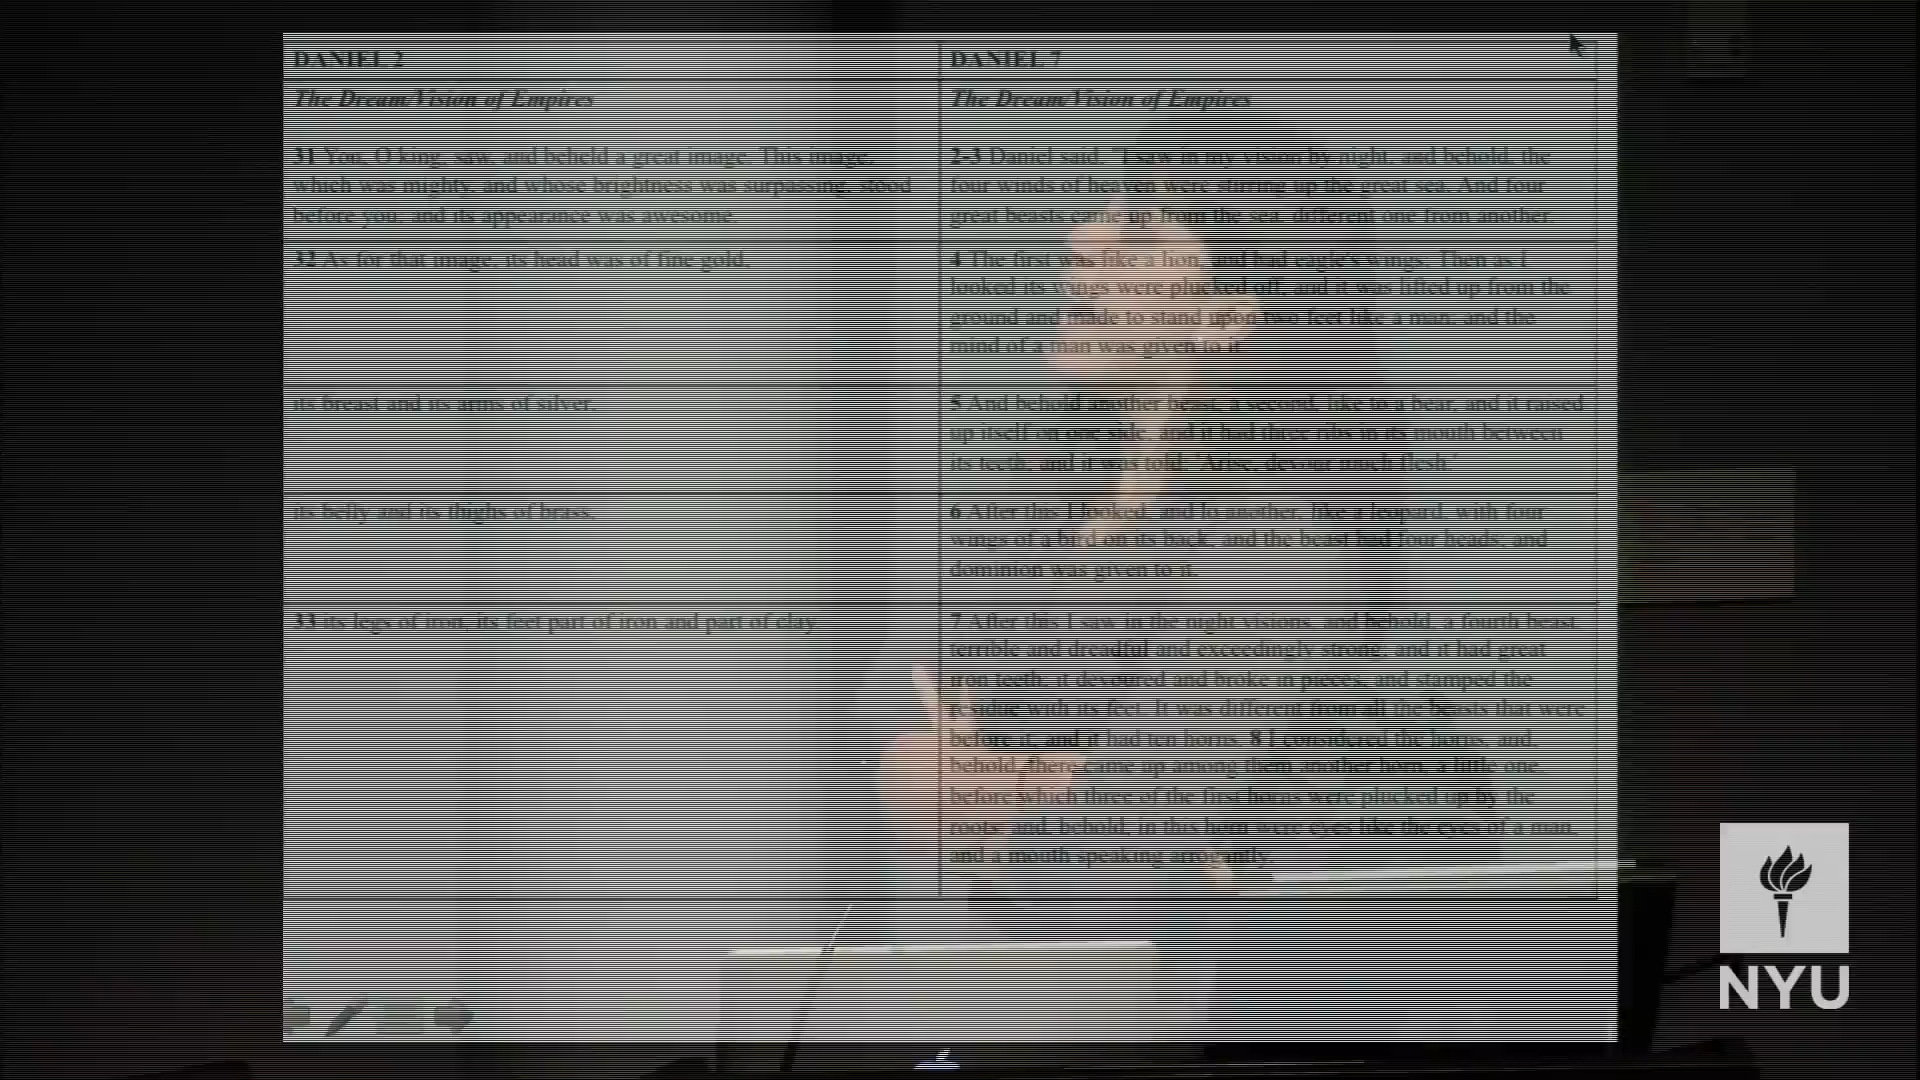 DANIEL 2
The Dream/Vision of Empires
31 You, O king, saw, and beheld a great image. This image,
which was mighty, and whose brightness was surpassing, stood
before you, and its appearance was awesome.
32 As for that image, its head was of fine gold,
its breast and its arms of silver,
its belly and its thighs of brass,
33 its legs of iron, its feet part of iron and part of clay.
DANIEL 7
The Dream/Vision of Empires
2-3 Daniel said, "I saw in my vision by night, and behold, the
four winds of heaven were stirring up the great sea. And four
great beasts came up from the sea, different one from another.
4 The first was like a lion, and had eagle's wings. Then as I
looked its wings were plucked off, and it was lifted up from the
ground and made to stand upon two feet like a man, and the
mind of a man was given to it.
5 And behold another beast, a second, like to a bear, and it raised
up itself on one side, and it had three ribs in its mouth between
its teeth, and it was told, 'Arise, devour much flesh.'
6 After this I looked, and lo another, like a leopard, with four
wings of a bird on its back, and the beast had four heads; and
dominion was given to it.
7 After this I saw in the night visions, and behold, a fourth beast,
terrible and dreadful and exceedingly strong; and it had great
iron teeth; it devoured and broke in pieces, and stamped the
residue with its feet. It was different from all the beasts that were
before it, and it had ten horns. 8 I considered the horns, and,
behold, there came up among them another horn, a little one,
before which three of the first horns were plucked up by the
roots: and, behold, in this horn were eyes like the eyes of a man,
and a mouth speaking arrogantly.
NYU